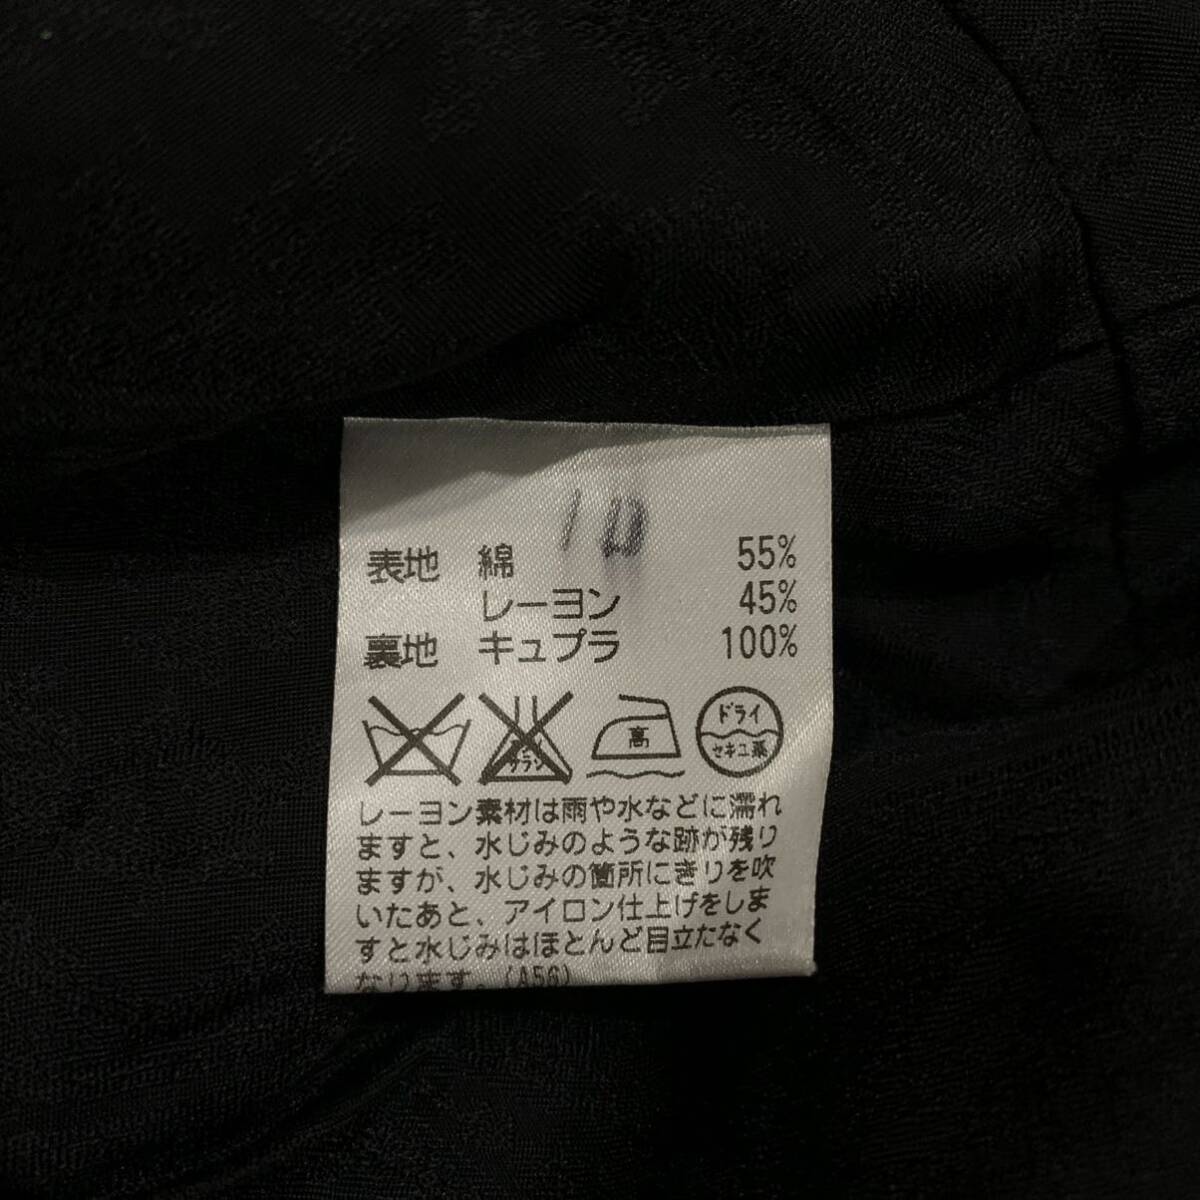 10
表地 綿 55%
レーヨン 45%
裏地 キュプラ 100%
高 ドライ
セキユ系
レーヨン素材は雨や水などに濡れ
ますと、水じみのような跡が残り
ますが、水じみの箇所にきりを吹
いたあと、アイロン仕上げをしま
すと水じみはほとんど目立たなく
なります。(A56)